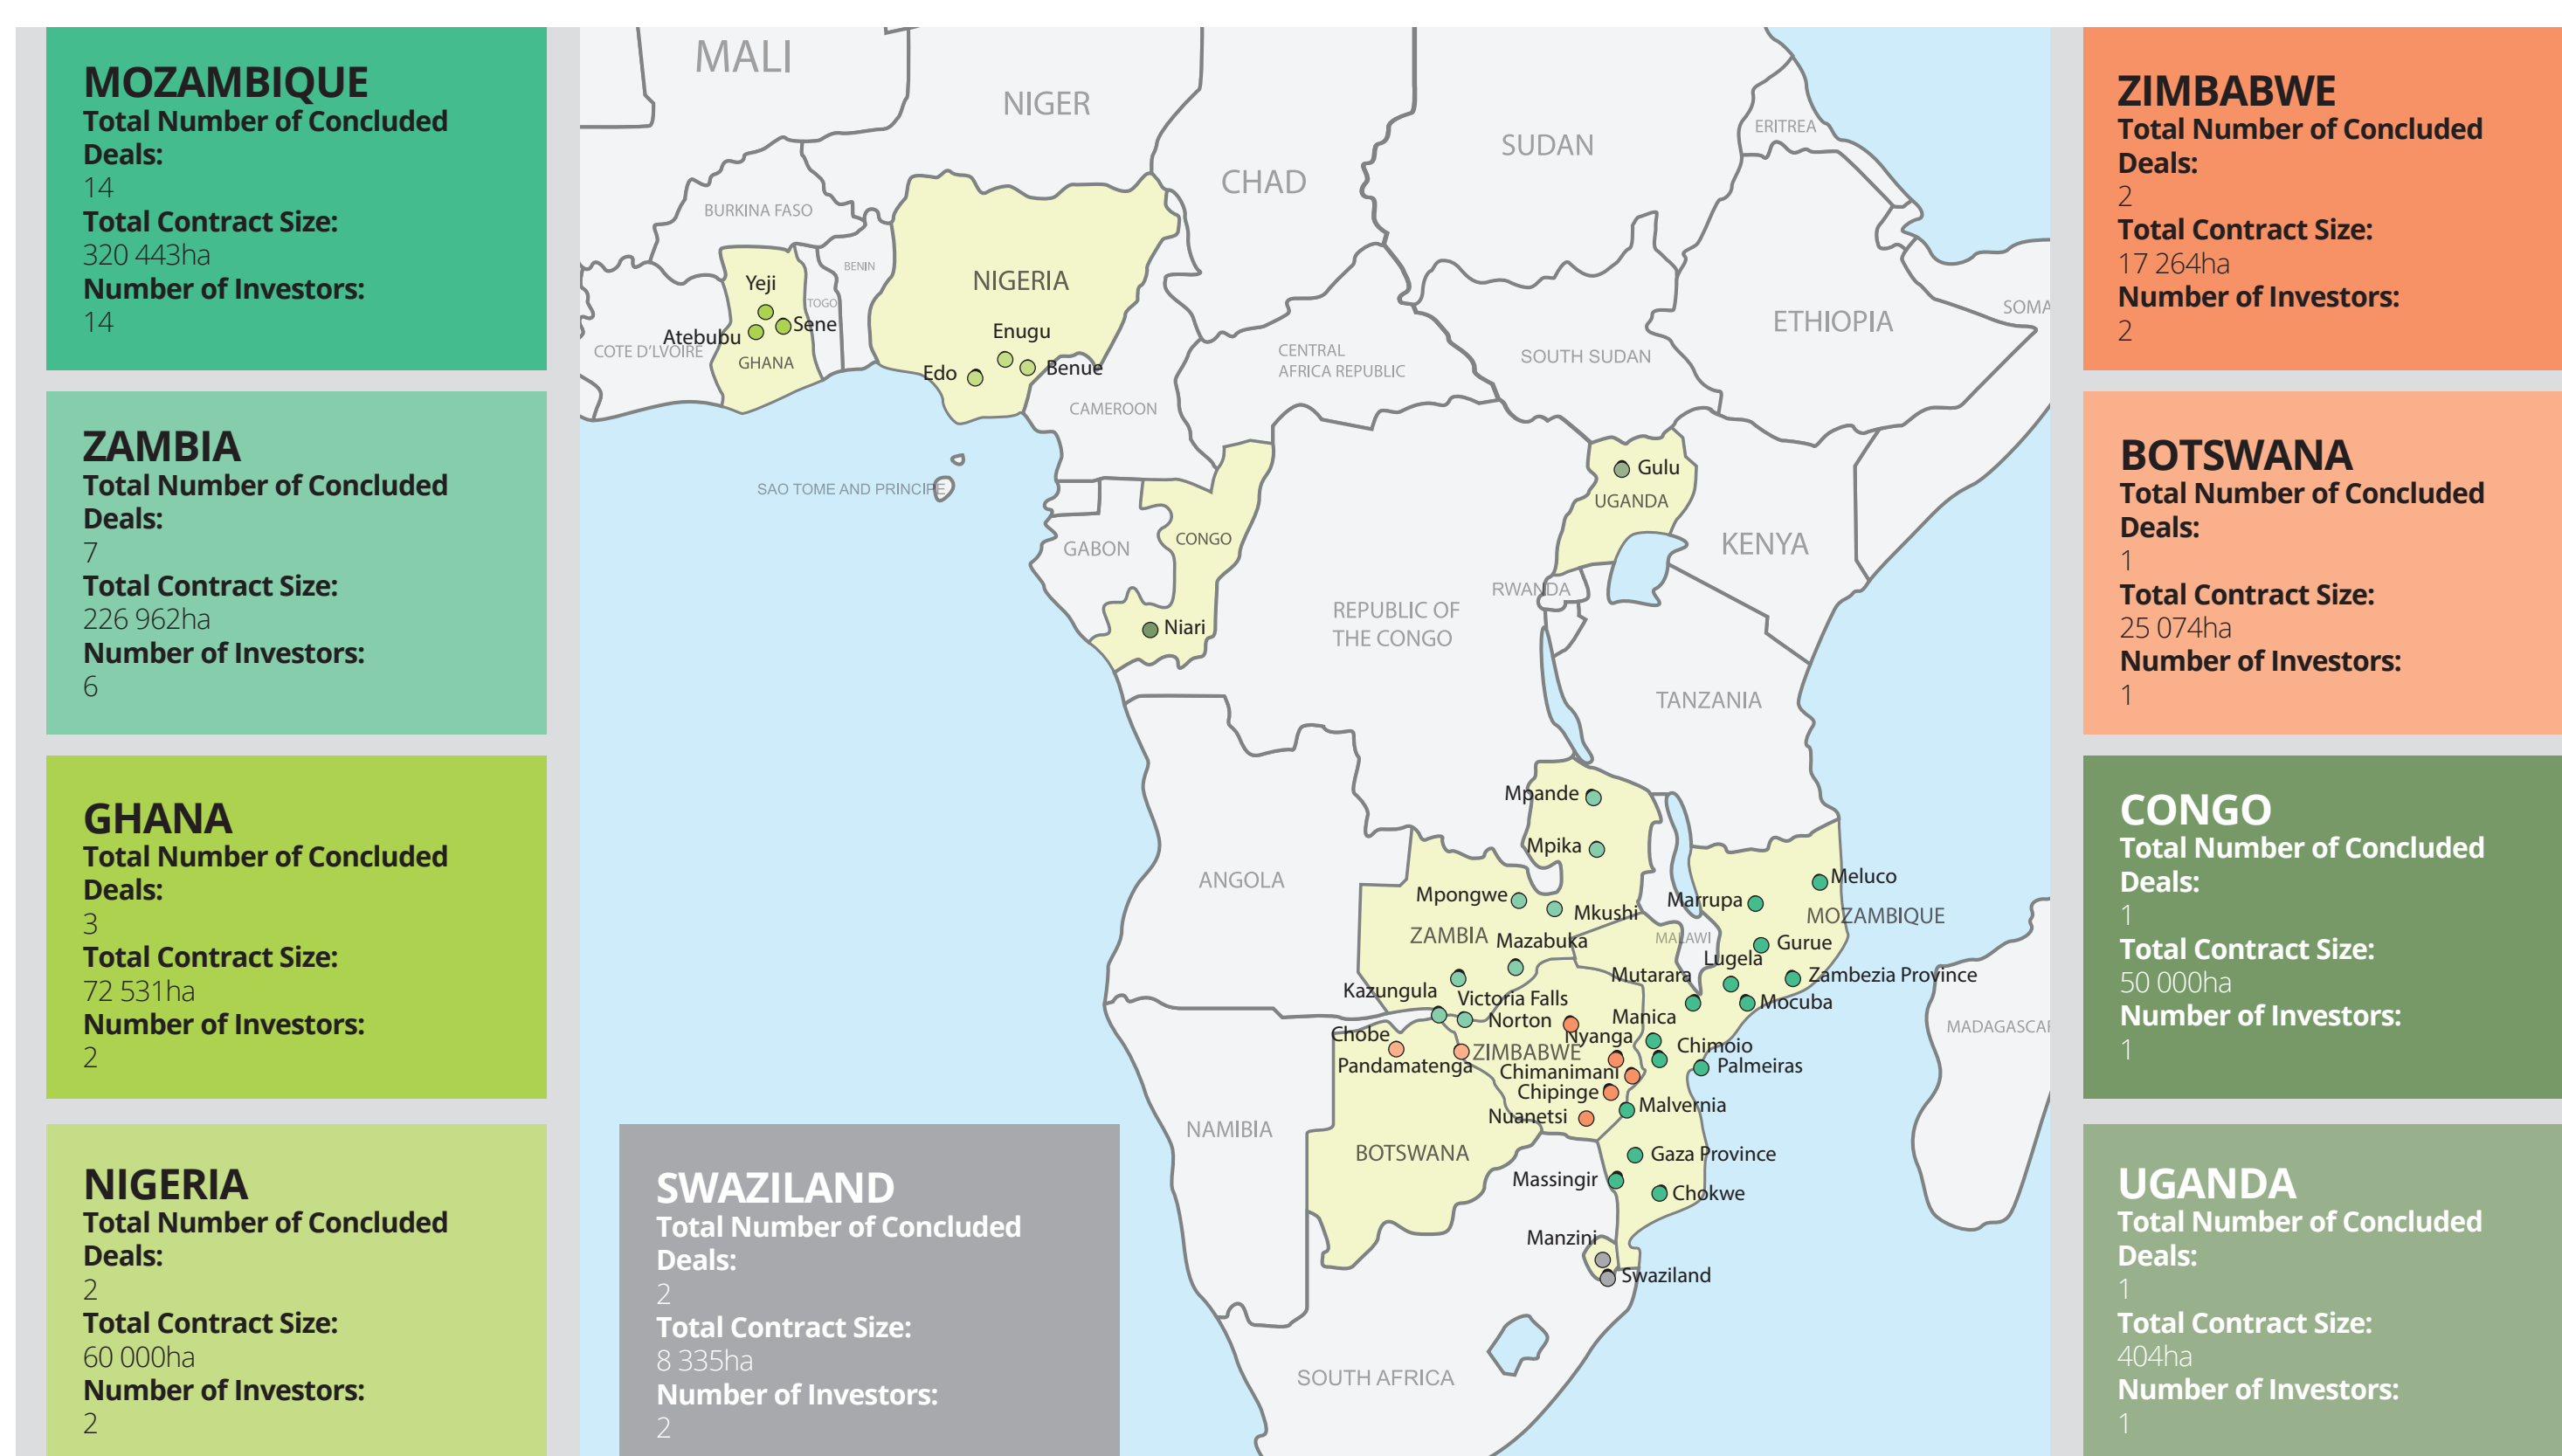 MOZAMBIQUE
Total Number of Concluded
Deals:
14
Total Contract Size:
320 443ha
Number of Investors:
14
ZAMBIA
Total Number of Concluded
Deals:
7
Total Contract Size:
226 962ha
Number of Investors:
6
GHANA
Total Number of Concluded
Deals:
3
Total Contract Size:
72 531ha
Number of Investors:
2
NIGERIA
Total Number of Concluded
Deals:
2
Total Contract Size:
60 000ha
Number of Investors:
2
SWAZILAND
Total Number of Concluded
Deals:
2
Total Contract Size:
8 335ha
Number of Investors:
2
MALI
NIGER
CHAD
SUDAN
ERITREA
BURKINA FASO
BENIN
TOGO
NIGERIA
Yeji
Sene
Atebubu
COTE D'LVOIRE
GHANA
Enugu
Edo
Benue
CAMEROON
CENTRAL
AFRICA REPUBLIC
SOUTH SUDAN
ETHIOPIA
SOMA
SAO TOME AND PRINCIPE
Gulu
UGANDA
KENYA
GABON
CONGO
RWANDA
REPUBLIC OF
THE CONGO
Niari
TANZANIA
Mpande
Mpika
ANGOLA
Mpongwe
Mkushi
ZAMBIA
Mazabuka
MALAWI
Marrupa
Meluco
MOZAMBIQUE
Gurue
Lugela
Mutarara
Zambezia Province
Mocuba
Kazungula
Victoria Falls
Norton
Manica
Nyanga
Chobe
ZIMBABWE
Pandamatenga
Chimoio
Palmeiras
Chimanimani
Chipinge
Malvernia
Nuanetsi
MADAGASCAR
NAMIBIA
BOTSWANA
Gaza Province
Massingir
Chokwe
Manzini
Swaziland
SOUTH AFRICA
ZIMBABWE
Total Number of Concluded
Deals:
2
Total Contract Size:
17 264ha
Number of Investors:
2
BOTSWANA
Total Number of Concluded
Deals:
1
Total Contract Size:
25 074ha
Number of Investors:
1
CONGO
Total Number of Concluded
Deals:
1
Total Contract Size:
50 000ha
Number of Investors:
1
UGANDA
Total Number of Concluded
Deals:
1
Total Contract Size:
404ha
Number of Investors:
1